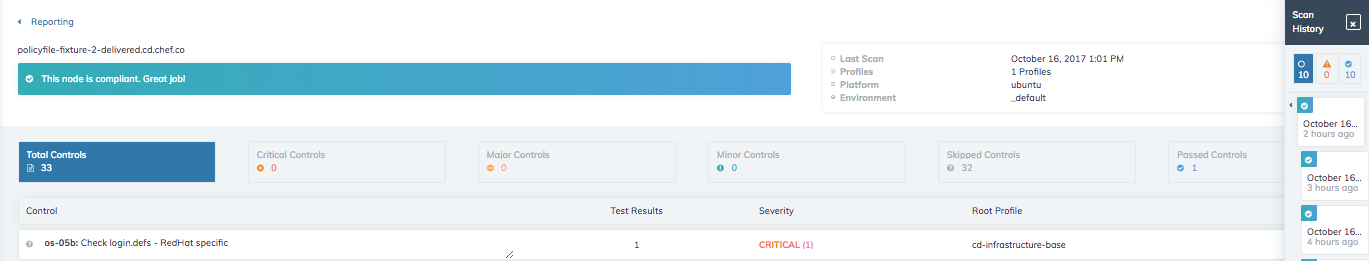 Reporting
policyfile-fixture-2-delivered.cd.chef.co
This node is compliant. Great job!
Last Scan October 16, 2017 1:01 PM
Profiles 1 Profiles
Platform ubuntu
Environment _default
Total Controls
33
Critical Controls
0
Major Controls
0
Minor Controls
0
Skipped Controls
32
Passed Controls
1
Control Test Results Severity Root Profile
os-05b: Check login.defs - RedHat specific 1 CRITICAL (1) cd-infrastructure-base
Scan
History
10 0 10
October 16...
2 hours ago
October 16...
3 hours ago
October 16...
4 hours ago